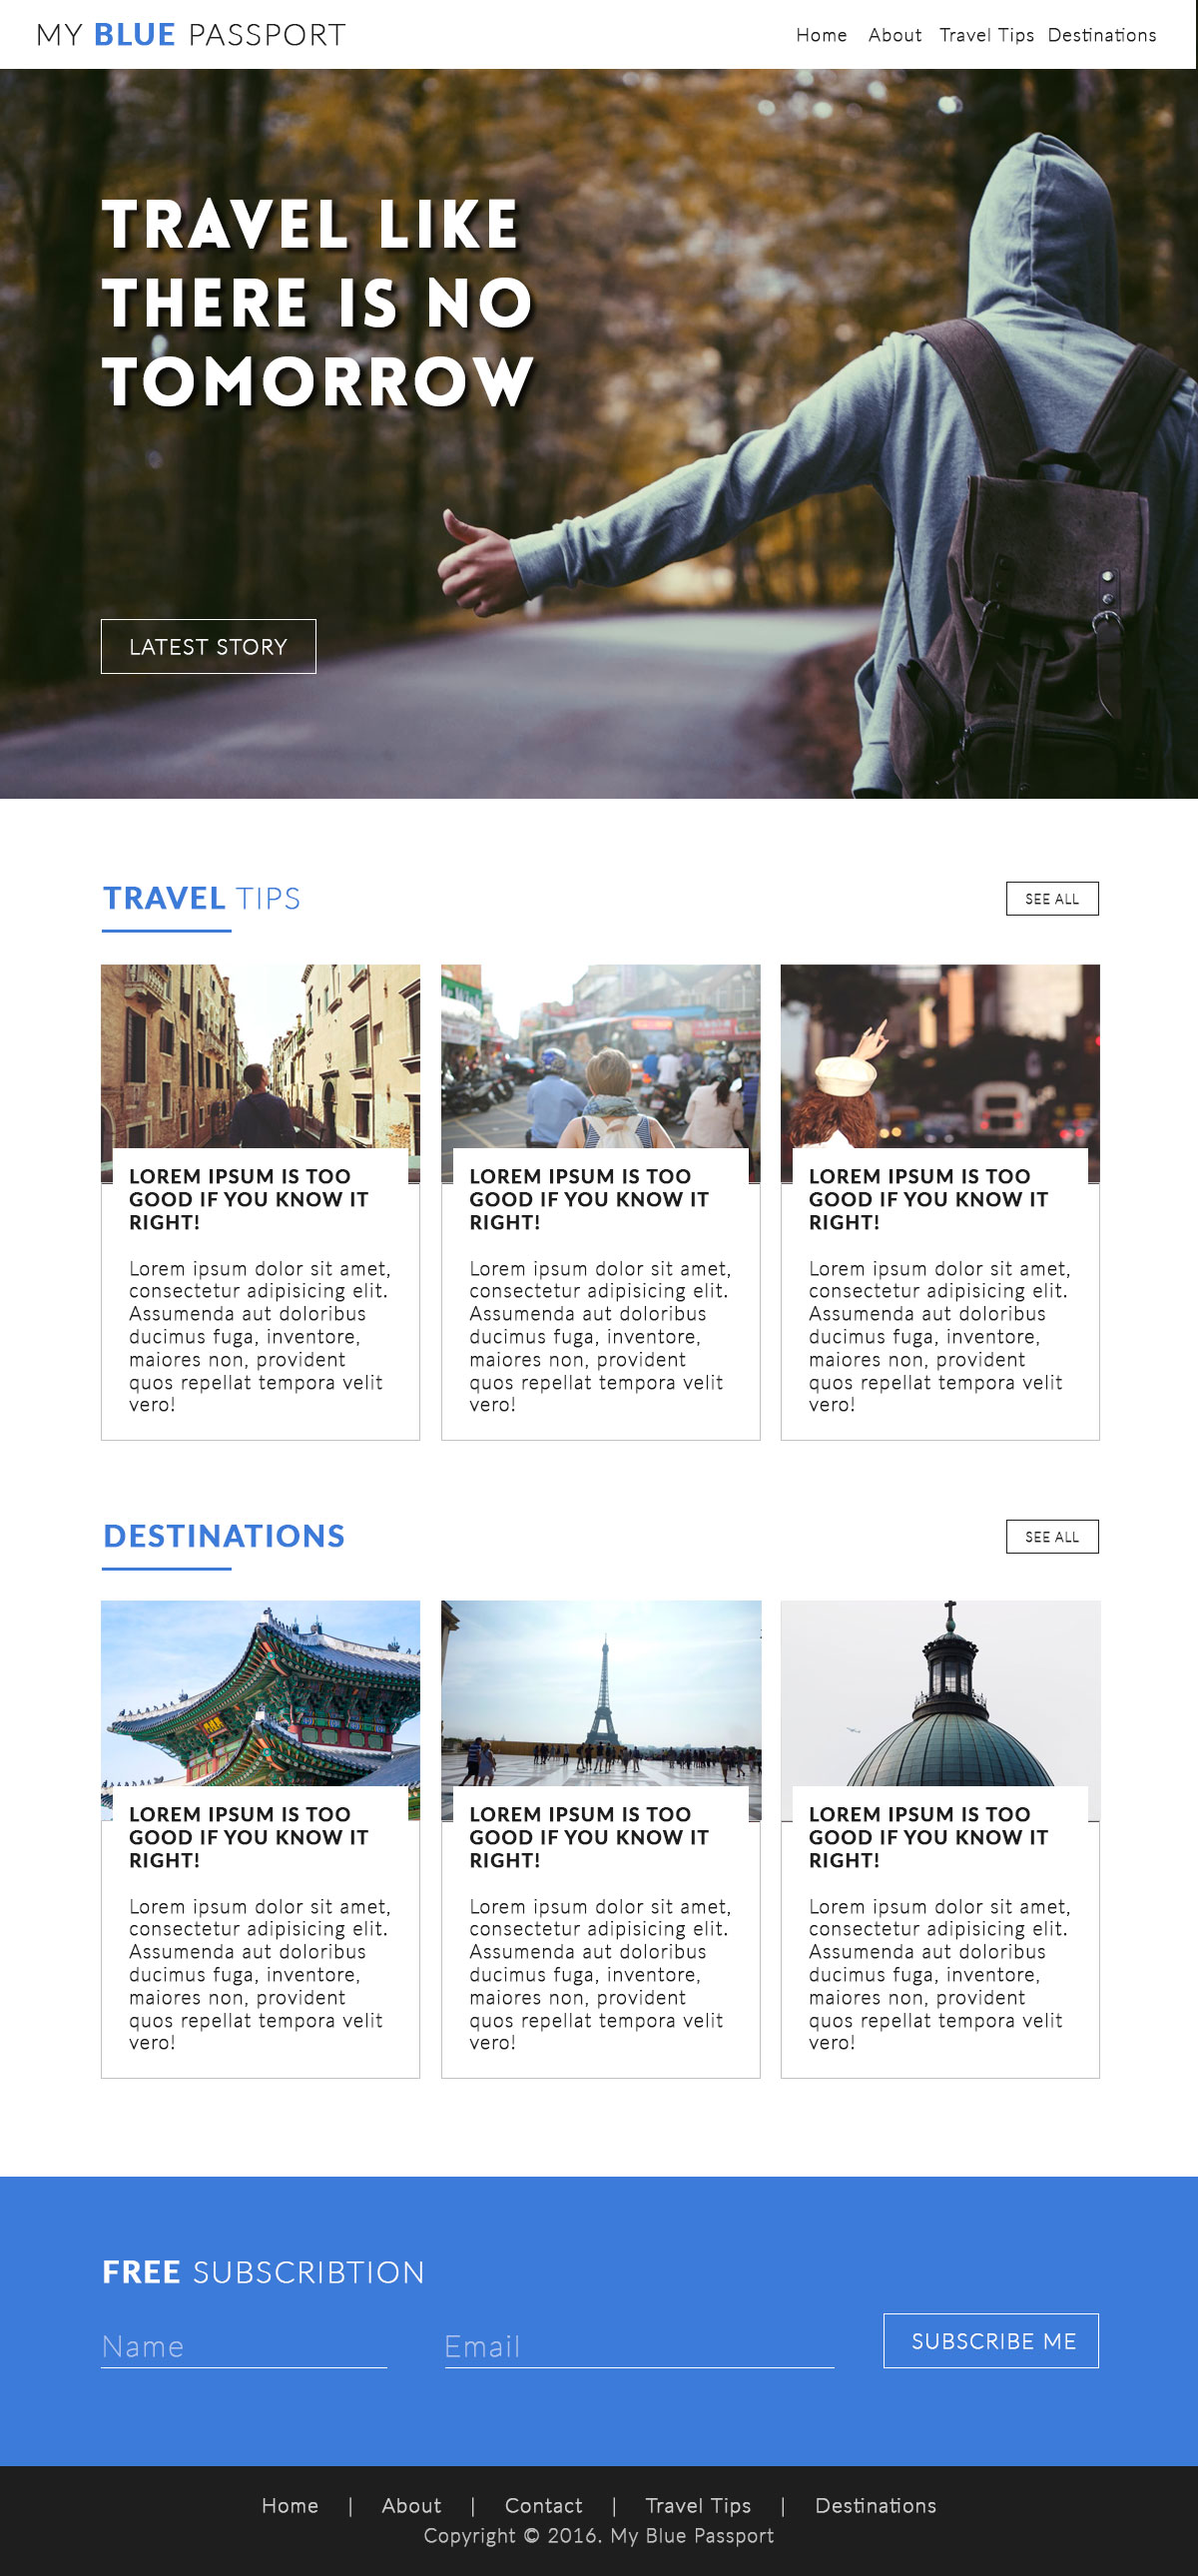 MY BLUE PASSPORT
Home About Travel Tips Destinations
TRAVEL LIKE
THERE IS NO
TOMORROW
LATEST STORY
TRAVEL TIPS
SEE ALL
LOREM IPSUM IS TOO
GOOD IF YOU KNOW IT
RIGHT!
Lorem ipsum dolor sit amet,
consectetur adipisicing elit.
Assumenda aut doloribus
ducimus fuga, inventore,
maiores non, provident
quos repellat tempora velit
vero!
LOREM IPSUM IS TOO
GOOD IF YOU KNOW IT
RIGHT!
Lorem ipsum dolor sit amet,
consectetur adipisicing elit.
Assumenda aut doloribus
ducimus fuga, inventore,
maiores non, provident
quos repellat tempora velit
vero!
LOREM IPSUM IS TOO
GOOD IF YOU KNOW IT
RIGHT!
Lorem ipsum dolor sit amet,
consectetur adipisicing elit.
Assumenda aut doloribus
ducimus fuga, inventore,
maiores non, provident
quos repellat tempora velit
vero!
DESTINATIONS
SEE ALL
LOREM IPSUM IS TOO
GOOD IF YOU KNOW IT
RIGHT!
Lorem ipsum dolor sit amet,
consectetur adipisicing elit.
Assumenda aut doloribus
ducimus fuga, inventore,
maiores non, provident
quos repellat tempora velit
vero!
LOREM IPSUM IS TOO
GOOD IF YOU KNOW IT
RIGHT!
Lorem ipsum dolor sit amet,
consectetur adipisicing elit.
Assumenda aut doloribus
ducimus fuga, inventore,
maiores non, provident
quos repellat tempora velit
vero!
LOREM IPSUM IS TOO
GOOD IF YOU KNOW IT
RIGHT!
Lorem ipsum dolor sit amet,
consectetur adipisicing elit.
Assumenda aut doloribus
ducimus fuga, inventore,
maiores non, provident
quos repellat tempora velit
vero!
FREE SUBSCRIBTION
Name
Email
SUBSCRIBE ME
Home | About | Contact | Travel Tips | Destinations
Copyright © 2016. My Blue Passport